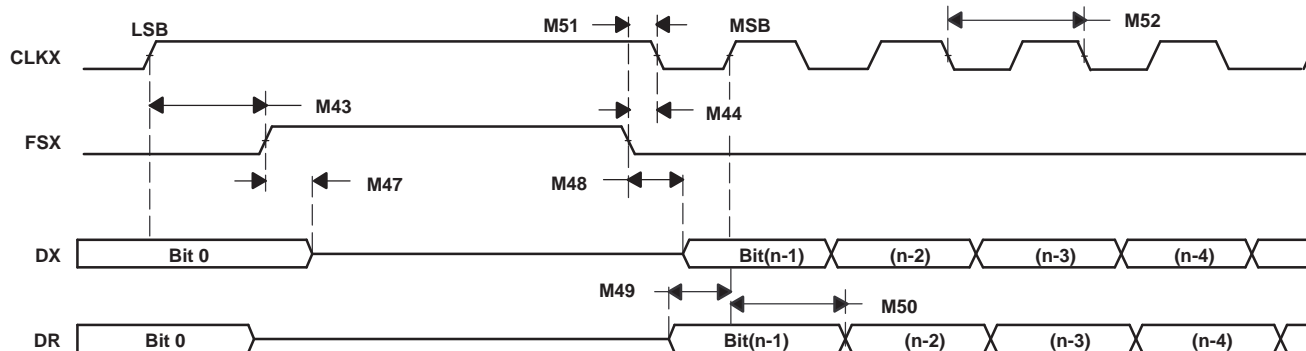 LSB
M51
MSB
M52
CLKX
M43
M44
FSX
M47
M48
DX
Bit 0
Bit(n-1)
(n-2)
(n-3)
(n-4)
M49
M50
DR
Bit 0
Bit(n-1)
(n-2)
(n-3)
(n-4)